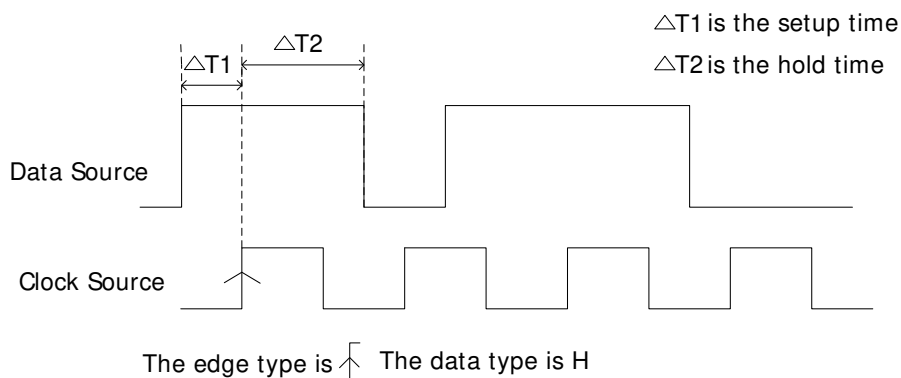 △T1 is the setup time
△T2 is the hold time
△T1
△T2
Data Source
Clock Source
The edge type is The data type is H